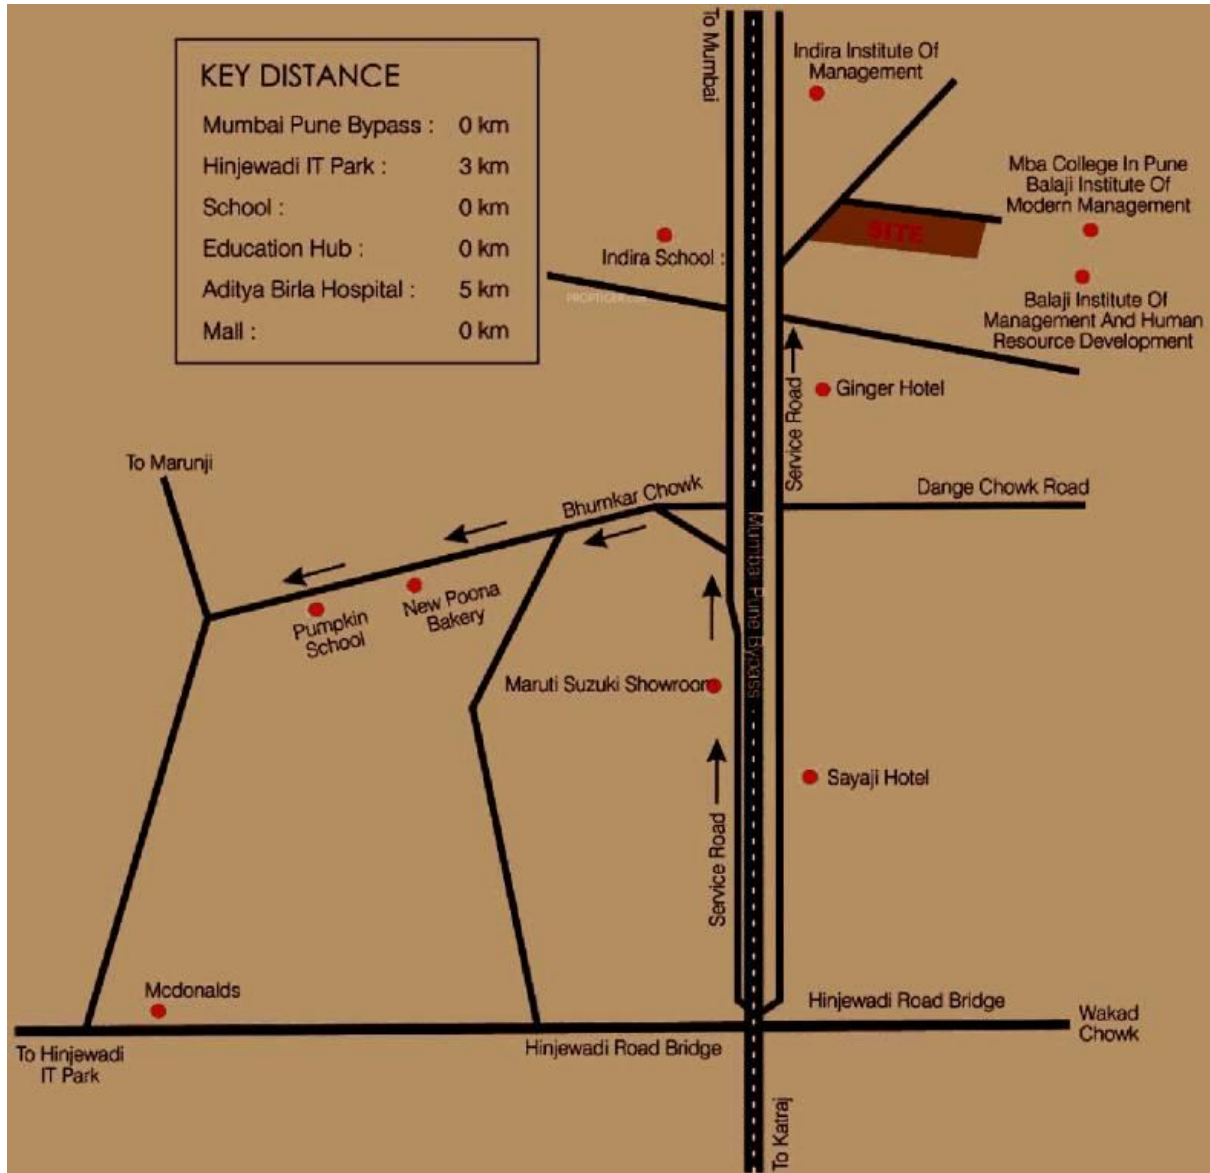 KEY DISTANCE
Mumbai Pune Bypass : 0 km
Hinjewadi IT Park : 3 km
School : 0 km
Education Hub : 0 km
Aditya Birla Hospital : 5 km
Mall : 0 km
To Mumbai
Indira Institute Of
Management
Mba College In Pune
Balaji Institute Of
Modern Management
SITE
Indira School :
PROPTIGER.com
Balaji Institute Of
Management And Human
Resource Development
Service Road
Ginger Hotel
To Marunji
Bhumkar Chowk
Dange Chowk Road
Mumbai Pune Bypass
New Poona
Bakery
Pumpkin
School
Maruti Suzuki Showroom
Sayaji Hotel
Service Road
Mcdonalds
Hinjewadi Road Bridge
Wakad
Chowk
To Hinjewadi
IT Park
Hinjewadi Road Bridge
To Katraj